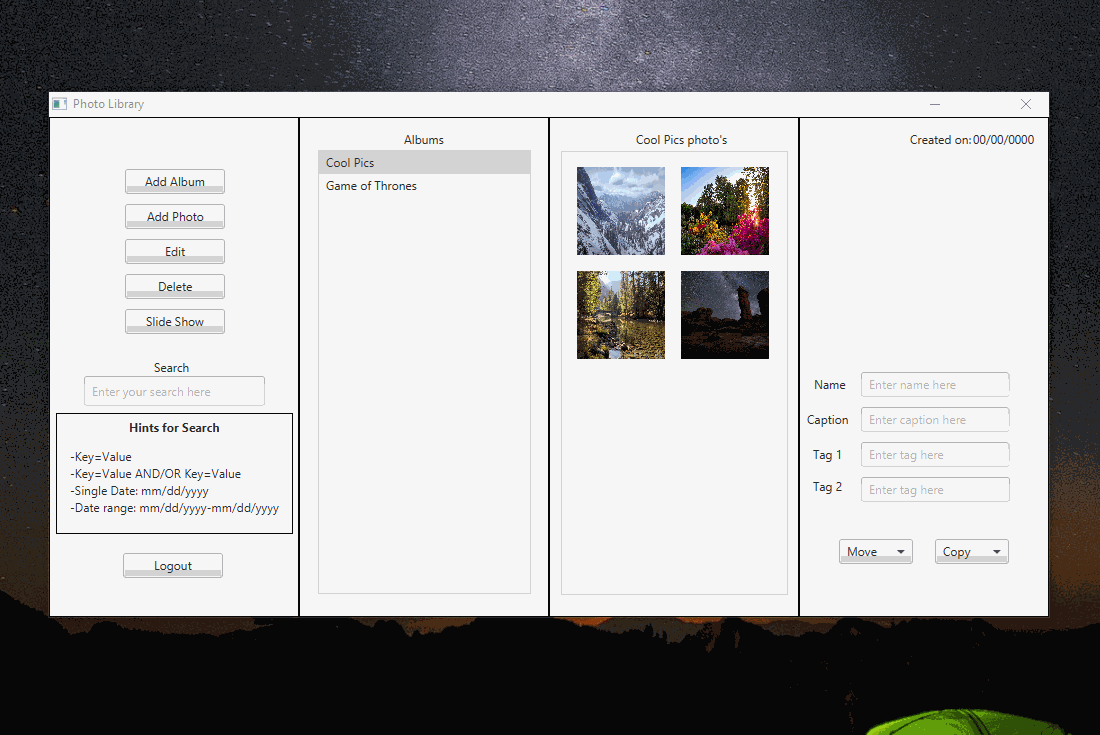 Photo Library
Add Album
Add Photo
Edit
Delete
Slide Show
Search
Enter your search here
Hints for Search
-Key=Value
-Key=Value AND/OR Key=Value
-Single Date: mm/dd/yyyy
-Date range: mm/dd/yyyy-mm/dd/yyyy
Logout
Albums
Cool Pics
Game of Thrones
Cool Pics photo's
Created on: 00/00/0000
Name Enter name here
Caption Enter caption here
Tag 1 Enter tag here
Tag 2 Enter tag here
Move Copy